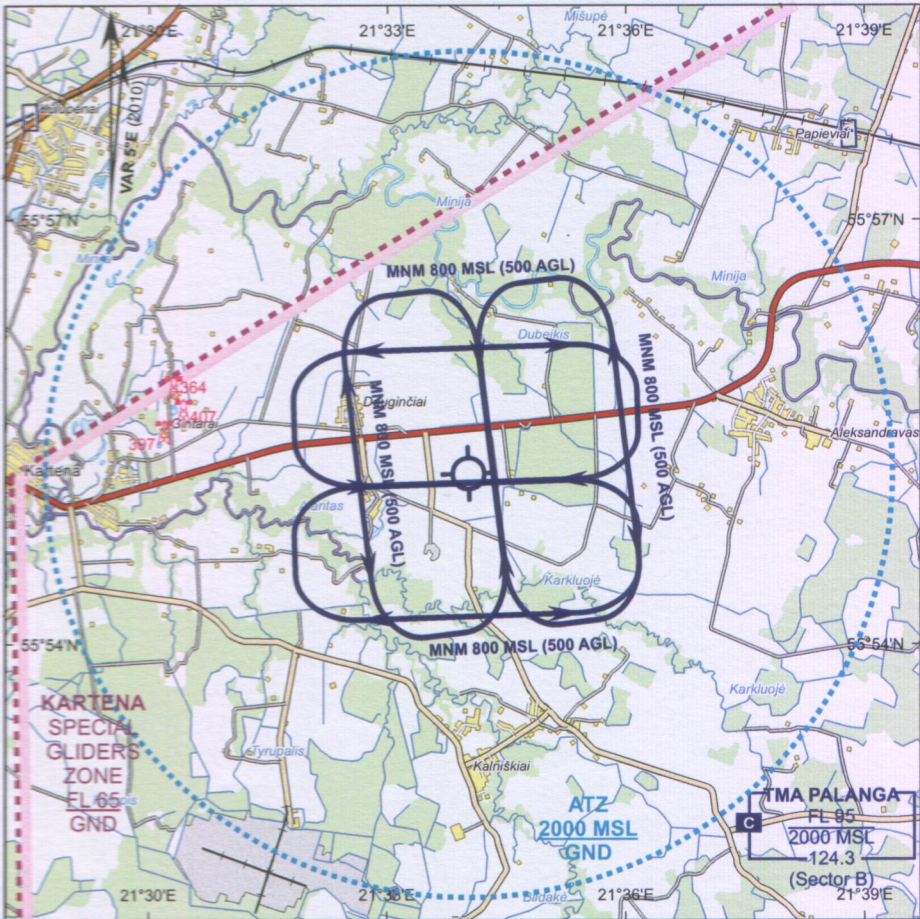 21°30'E
21°33'E
Mišupė
21°36'E
21°39'E
VAR 5°E (2010)
Papieviai
55°57'N
Minija
55°57'N
MNM 800 MSL (500 AGL)
Minija
Dubeikis
MNM 800 MSL (500 AGL)
364
407
Gintarai
397
Dauginčiai
MNM 800 MSL (500 AGL)
Aleksandravas
Kartena
Karkluojė
55°54'N
MNM 800 MSL (500 AGL)
55°54'N
Karkluojė
KARTENA
SPECIAL
GLIDERS
ZONE
FL 65
GND
Tyrupalis
Kalniškiai
ATZ
2000 MSL
GND
TMA PALANGA
C
FL 95
2000 MSL
124.3
(Sector B)
21°30'E
21°33'E
21°36'E
21°39'E